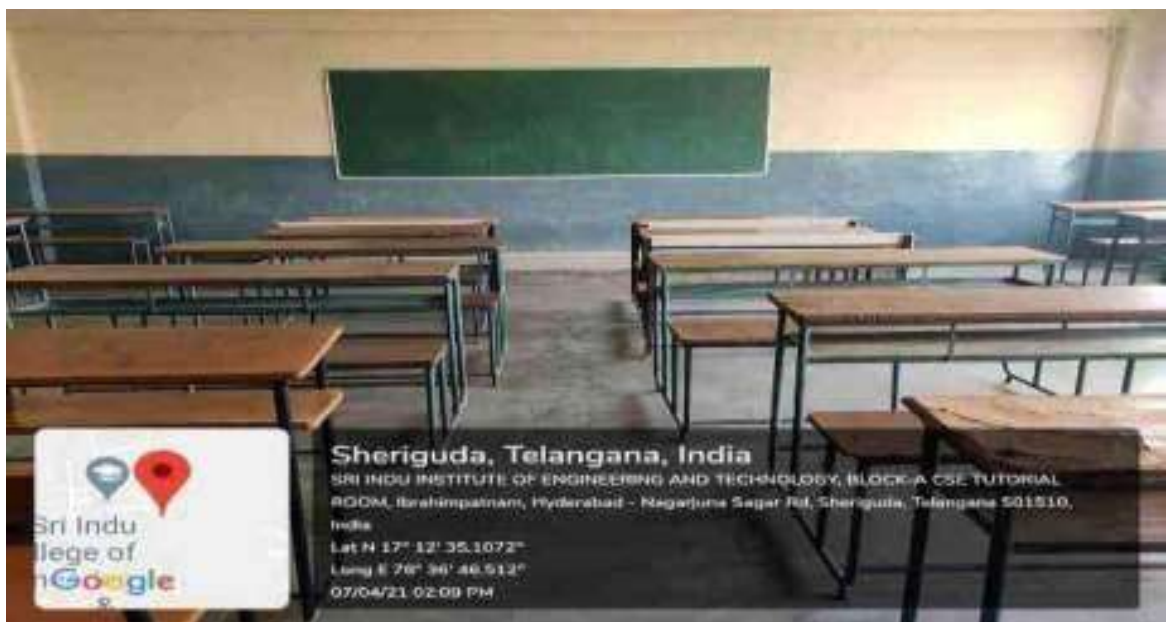 Sheriguda, Telangana, India
SRI INDU INSTITUTE OF ENGINEERING AND TECHNOLOGY, BLOCK-A CSE TUTORIAL
ROOM, Ibrahimpatnam, Hyderabad - Nagarjuna Sagar Rd, Sheriguda, Telangana 501510,
India
Lat N 17° 12' 35.1072"
Long E 78° 36' 46.512"
07/04/21 02:09 PM
Sri Indu
llege of
Google
&